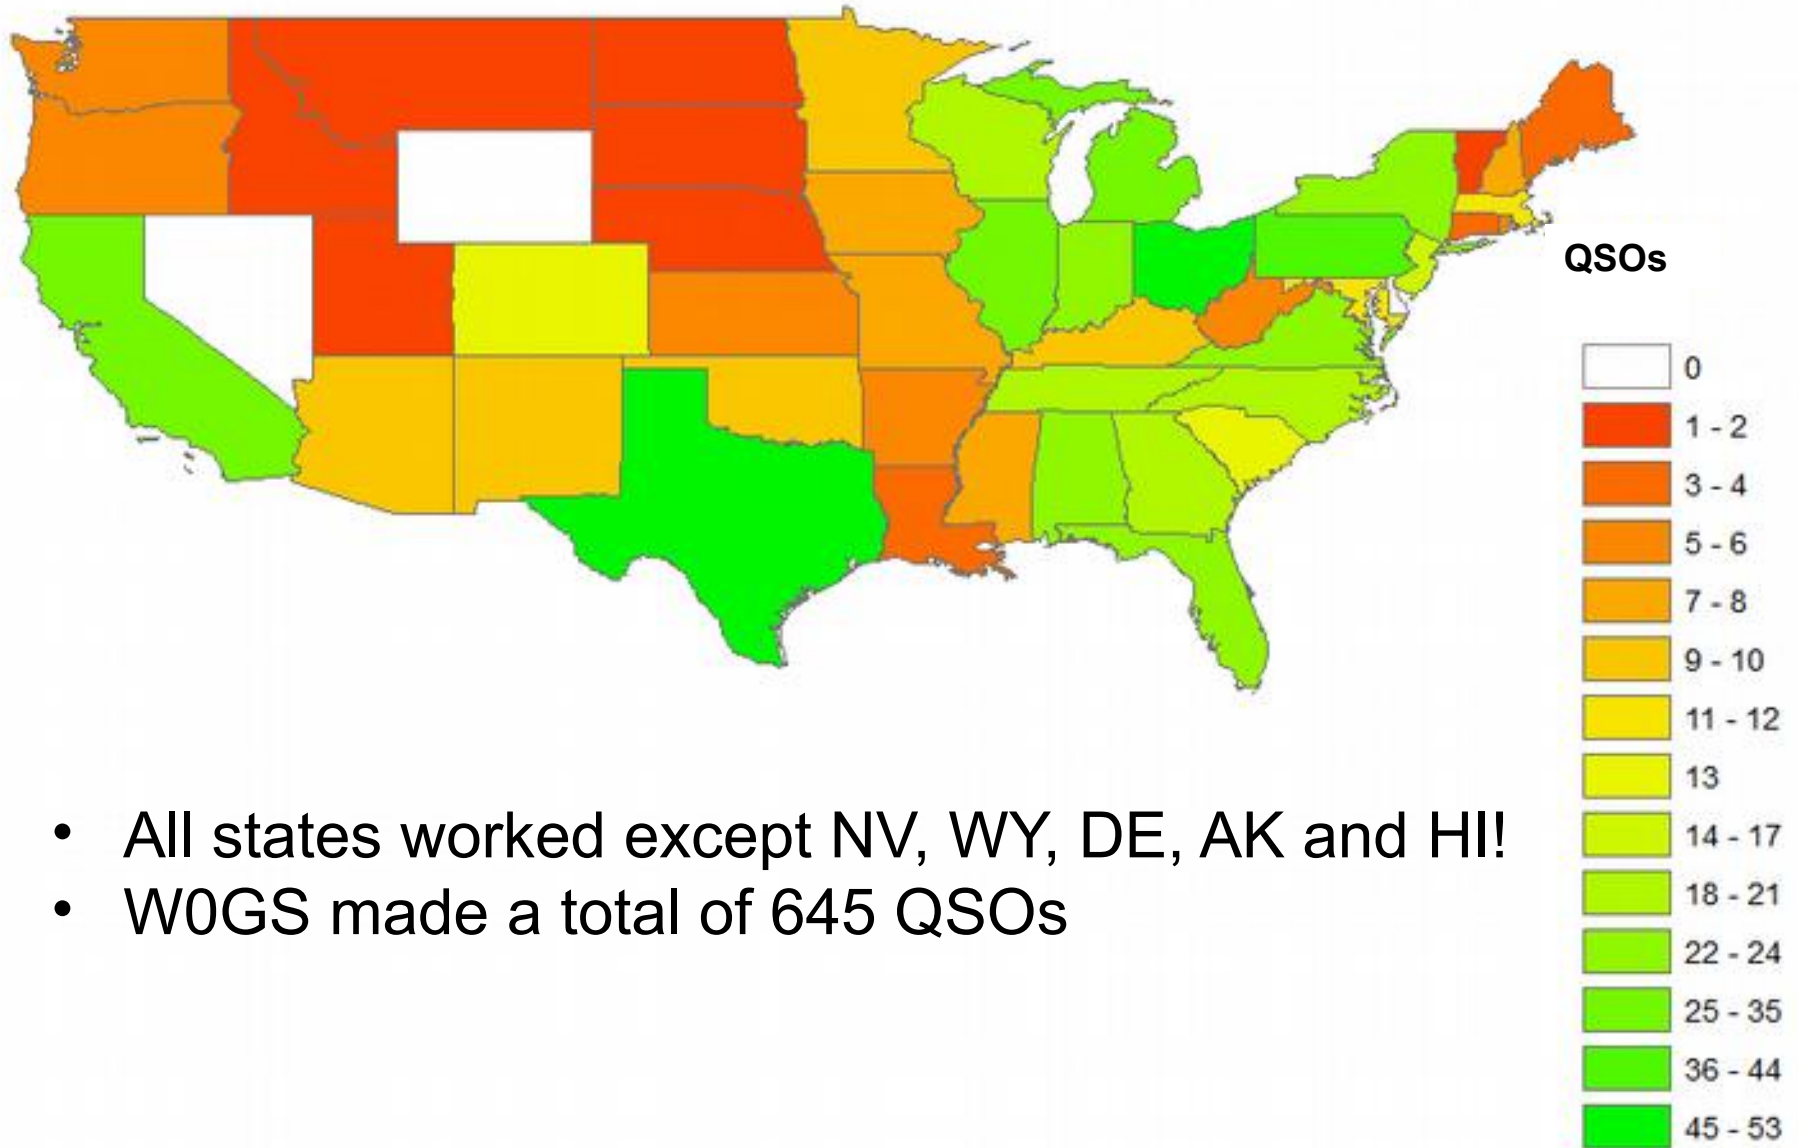 QSOs
0
1 - 2
3 - 4
5 - 6
7 - 8
9 - 10
11 - 12
13
14 - 17
18 - 21
22 - 24
25 - 35
36 - 44
45 - 53
• All states worked except NV, WY, DE, AK and HI!
• W0GS made a total of 645 QSOs